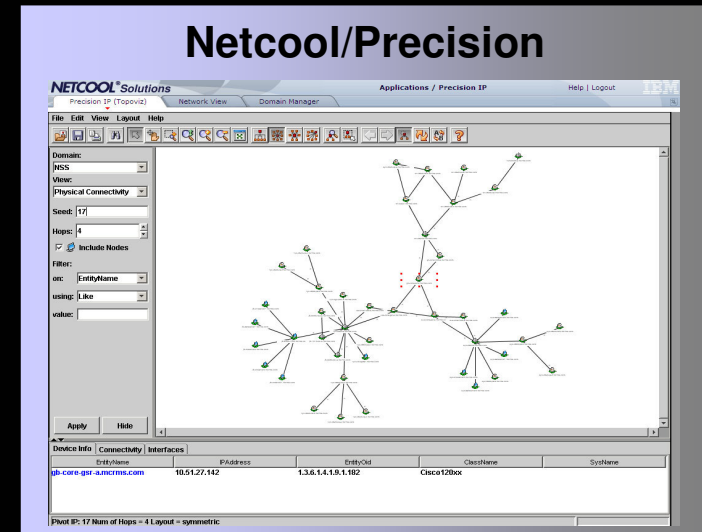 Netcool/Precision
NETCOOL®Solutions
Applications / Precision IP
Help | Logout
IBM
Precision IP (Topoviz)
Network View
Domain Manager
File Edit View Layout Help
Domain:
NSS
View:
Physical Connectivity
Seed: 17
Hops: 4
Include Nodes
Filter:
on: EntityName
using: Like
value:
Apply Hide
Device Info Connectivity Interfaces
EntityName IPAddress EntityOid ClassName SysName
gb-core-gsr-a.mcrms.com 10.51.27.142 1.3.6.1.4.1.9.1.182 Cisco120xx
Pivot IP: 17 Num of Hops = 4 Layout = symmetric